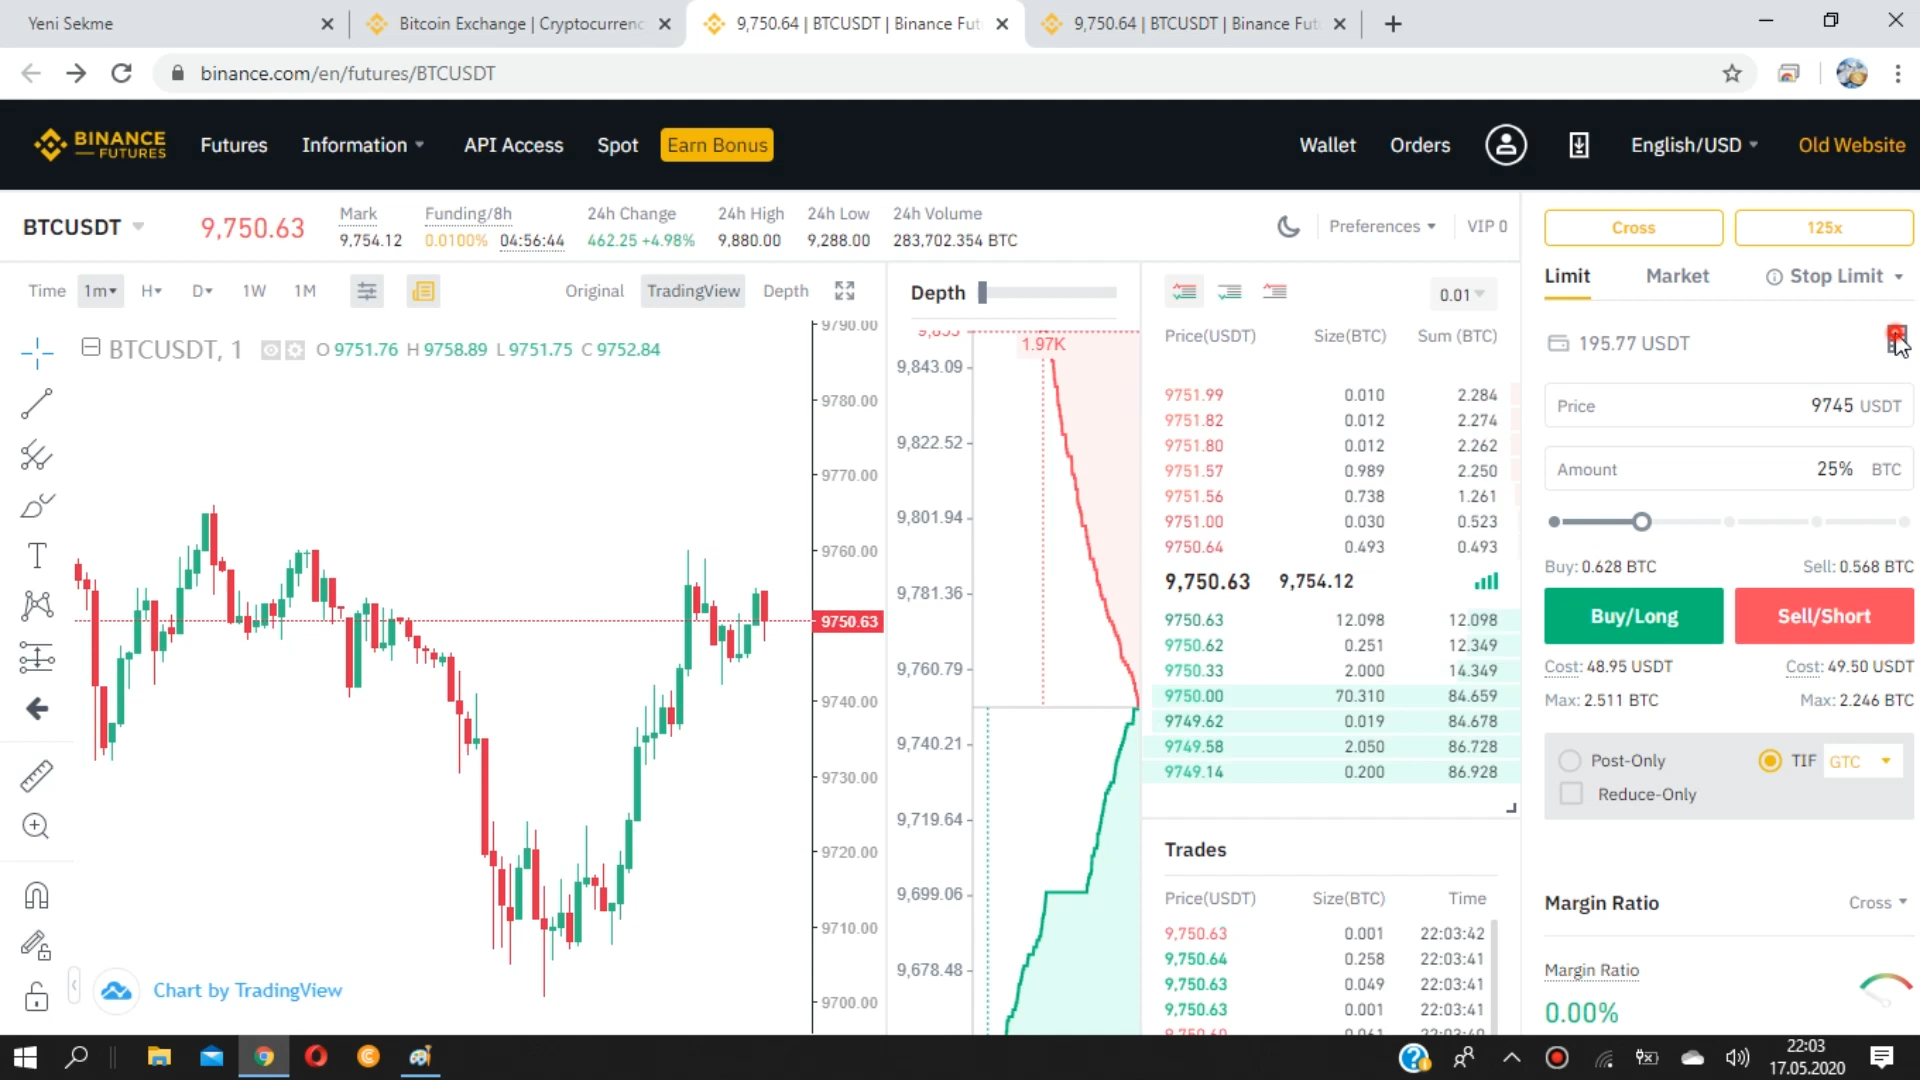 Yeni Sekme
Bitcoin Exchange | Cryptocurrenc
9,750.64 | BTCUSDT | Binance Fut
9,750.64 | BTCUSDT | Binance Fut
binance.com/en/futures/BTCUSDT
BINANCE
FUTURES
Futures
Information
API Access
Spot
Earn Bonus
Wallet
Orders
English/USD
Old Website
BTCUSDT
9,750.63
Mark
9,754.12
Funding/8h
0.0100% 04:56:44
24h Change
462.25 +4.98%
24h High
9,880.00
24h Low
9,288.00
24h Volume
283,702.354 BTC
Preferences
VIP 0
Cross
125x
Time 1m H D 1W 1M
Original TradingView Depth
BTCUSDT, 1
O 9751.76 H 9758.89 L 9751.75 C 9752.84
9790.00
9780.00
9770.00
9760.00
9750.63
9740.00
9730.00
9720.00
9710.00
9700.00
Chart by TradingView
Depth
1.97K
9,843.09
9,822.52
9,801.94
9,781.36
9,760.79
9,740.21
9,719.64
9,699.06
9,678.48
0.01
Price(USDT) Size(BTC) Sum (BTC)
9751.99 0.010 2.284
9751.82 0.012 2.274
9751.80 0.012 2.262
9751.57 0.989 2.250
9751.56 0.738 1.261
9751.00 0.030 0.523
9750.64 0.493 0.493
9,750.63 9,754.12
9750.63 12.098 12.098
9750.62 0.251 12.349
9750.33 2.000 14.349
9750.00 70.310 84.659
9749.62 0.019 84.678
9749.58 2.050 86.728
9749.14 0.200 86.928
Trades
Price(USDT) Size(BTC) Time
9,750.63 0.001 22:03:42
9,750.64 0.258 22:03:41
9,750.63 0.049 22:03:41
9,750.63 0.001 22:03:41
Limit Market Stop Limit
195.77 USDT
Price 9745 USDT
Amount 25% BTC
Buy: 0.628 BTC Sell: 0.568 BTC
Buy/Long Sell/Short
Cost: 48.95 USDT Cost: 49.50 USDT
Max: 2.511 BTC Max: 2.246 BTC
Post-Only TIF GTC
Reduce-Only
Margin Ratio Cross
Margin Ratio
0.00%
22:03
17.05.2020